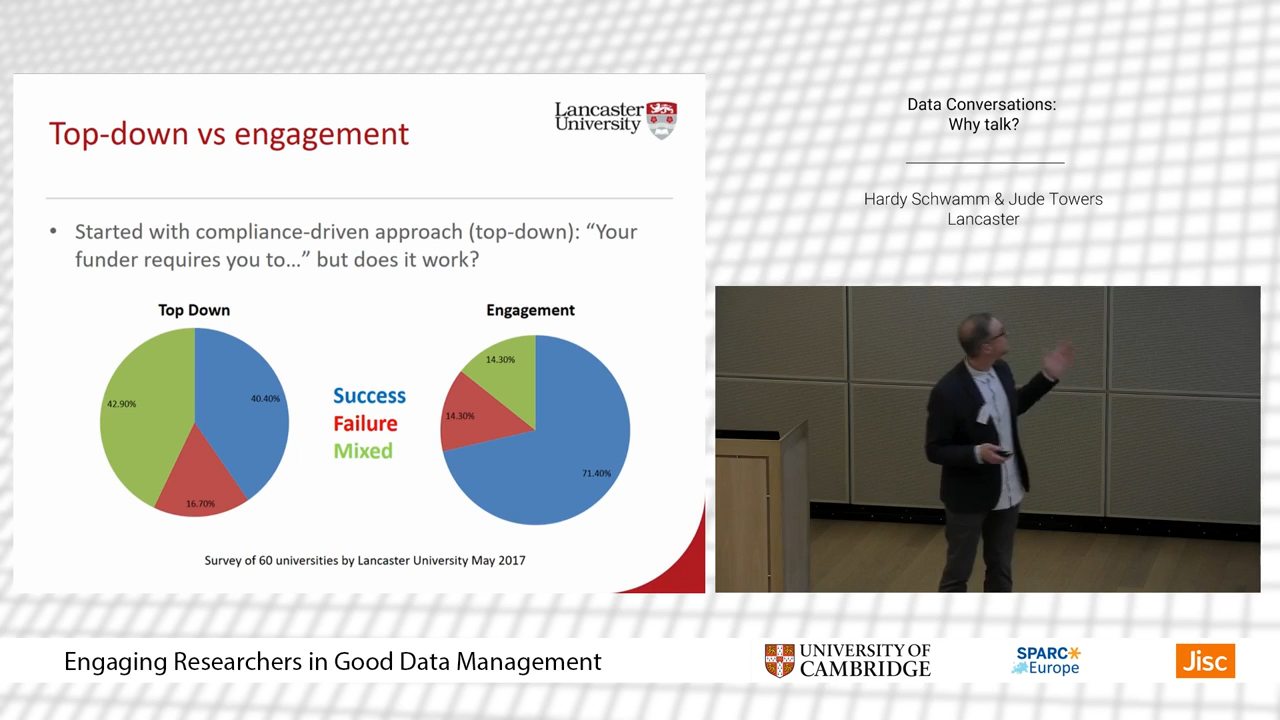 Top-down vs engagement
Lancaster
University
• Started with compliance-driven approach (top-down): “Your
funder requires you to…” but does it work?
Top Down
42.90%
40.40%
16.70%
Success
Failure
Mixed
Engagement
14.30%
14.30%
71.40%
Survey of 60 universities by Lancaster University May 2017
Data Conversations:
Why talk?
Hardy Schwamm & Jude Towers
Lancaster
Engaging Researchers in Good Data Management
UNIVERSITY OF
CAMBRIDGE
SPARC
Europe
Jisc